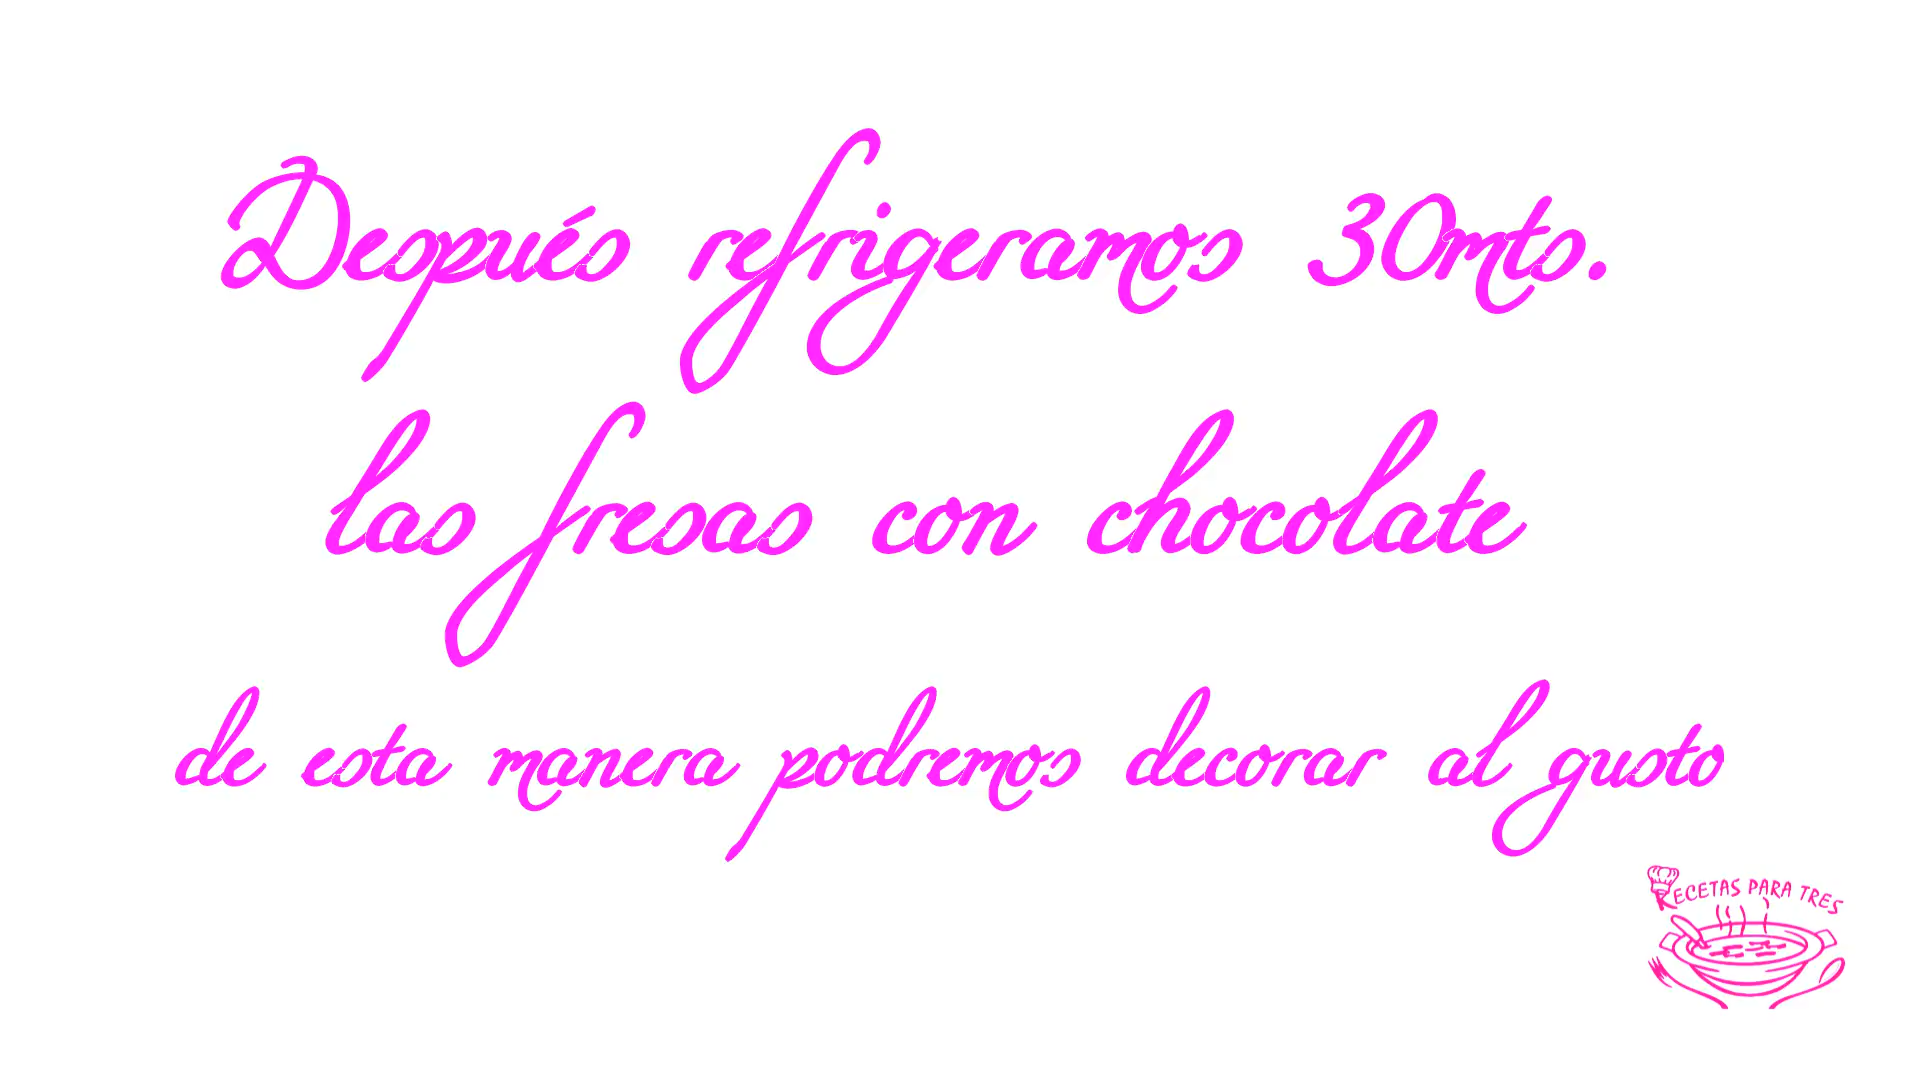 Después refrigeramos 30mts.
las fresas con chocolate
de esta manera podremos decorar al gusto
RECETAS PARA TRES